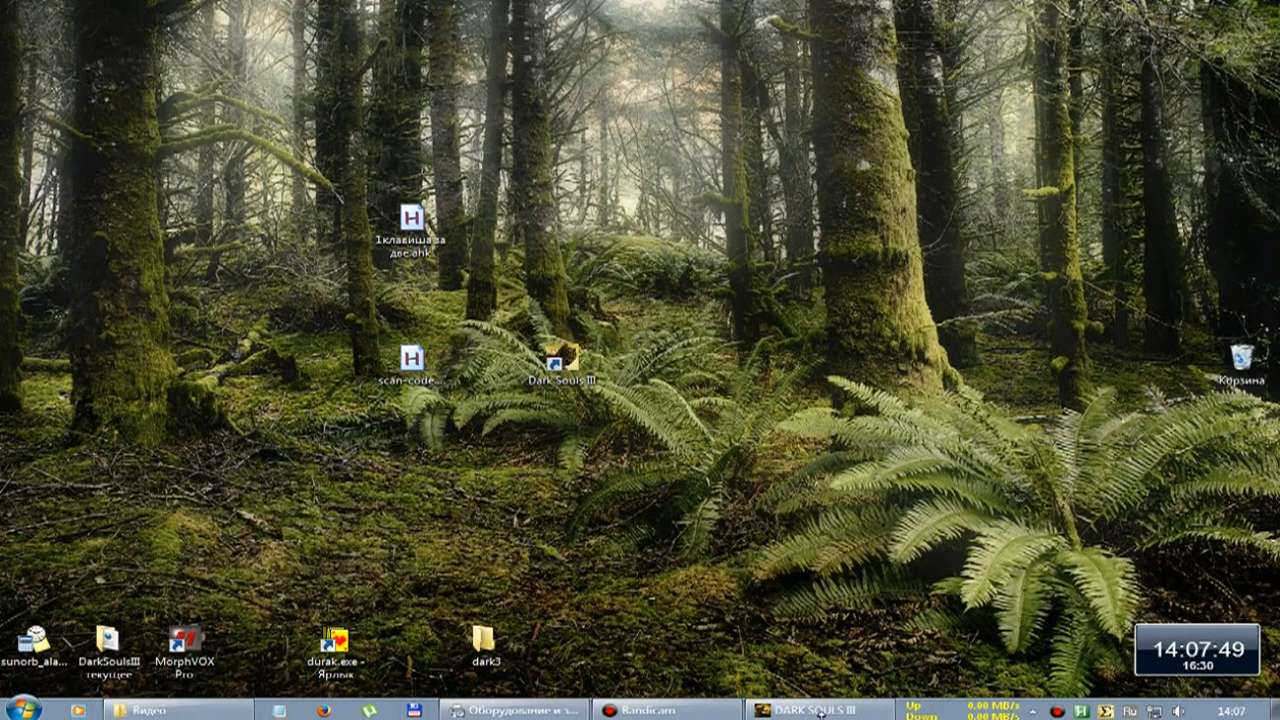 1клавиша за
две.ahk
scan-code....
Dark Souls III
Корзина
sunorb_ala...
DarkSoulsIII
текущее
MorphVOX
Pro
durak.exe -
Ярлык
dark3
14:07:49
16:30
Видео
Оборудование и з...
Bandicam
DARK SOULS III
Up 0.00 MB/s
Down 0.00 MB/s
Ru
14:07